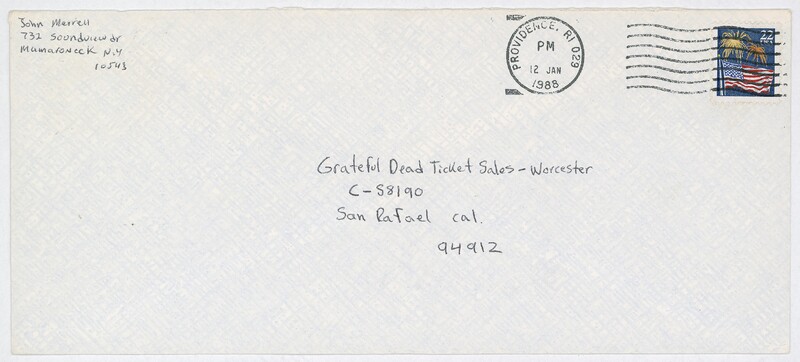 John Merrell
732 Soundview dr
Mamaroneck N.Y
10543
PROVIDENCE, RI 029
PM
12 JAN
1988
22
Grateful Dead Ticket Sales - Worcester
C-S8190
San Rafael Cal.
94912